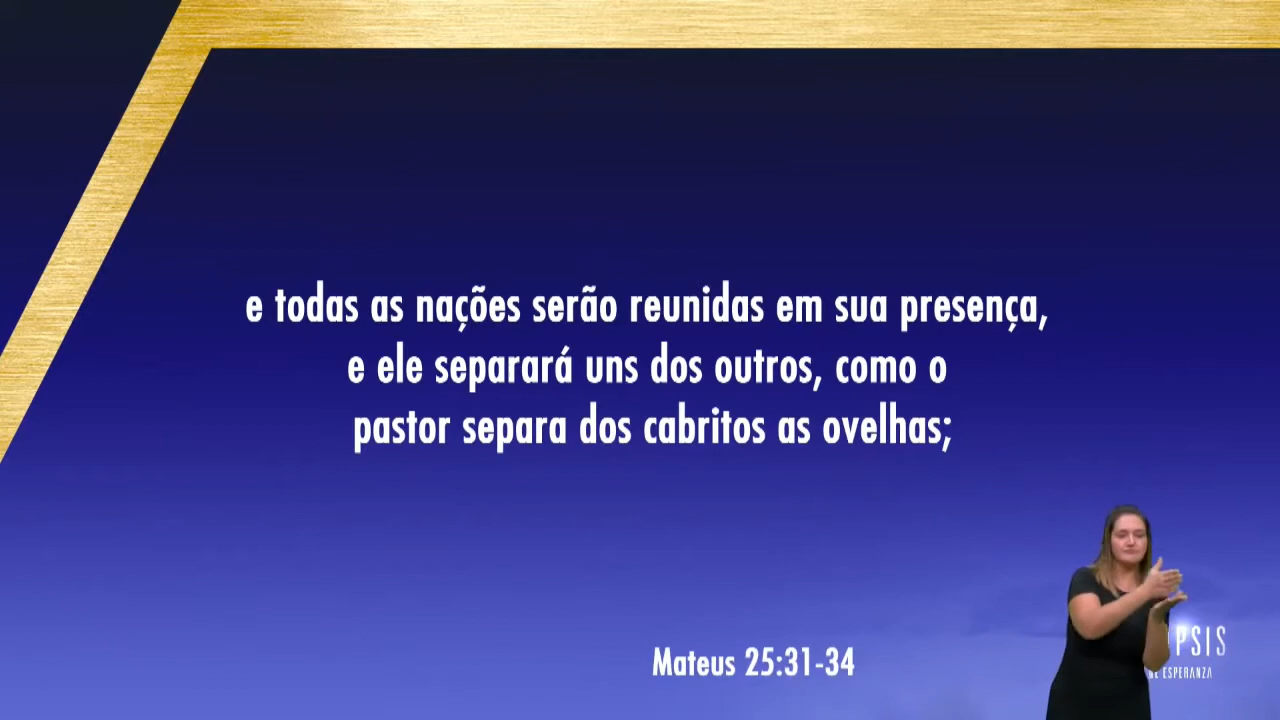 e todas as nações serão reunidas em sua presença,
e ele separará uns dos outros, como o
pastor separa dos cabritos as ovelhas;
Mateus 25:31-34
ESPERANZA